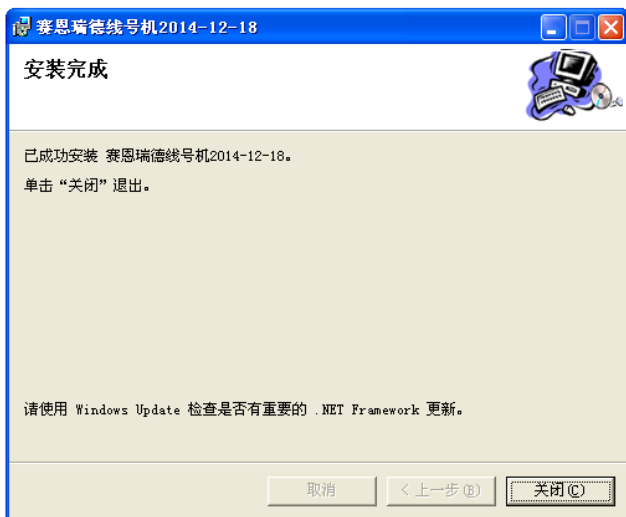 赛恩瑞德线号机2014-12-18
安装完成
已成功安装 赛恩瑞德线号机2014-12-18。
单击“关闭”退出。
请使用 Windows Update 检查是否有重要的 .NET Framework 更新。
取消 < 上一步(B) 关闭(C)